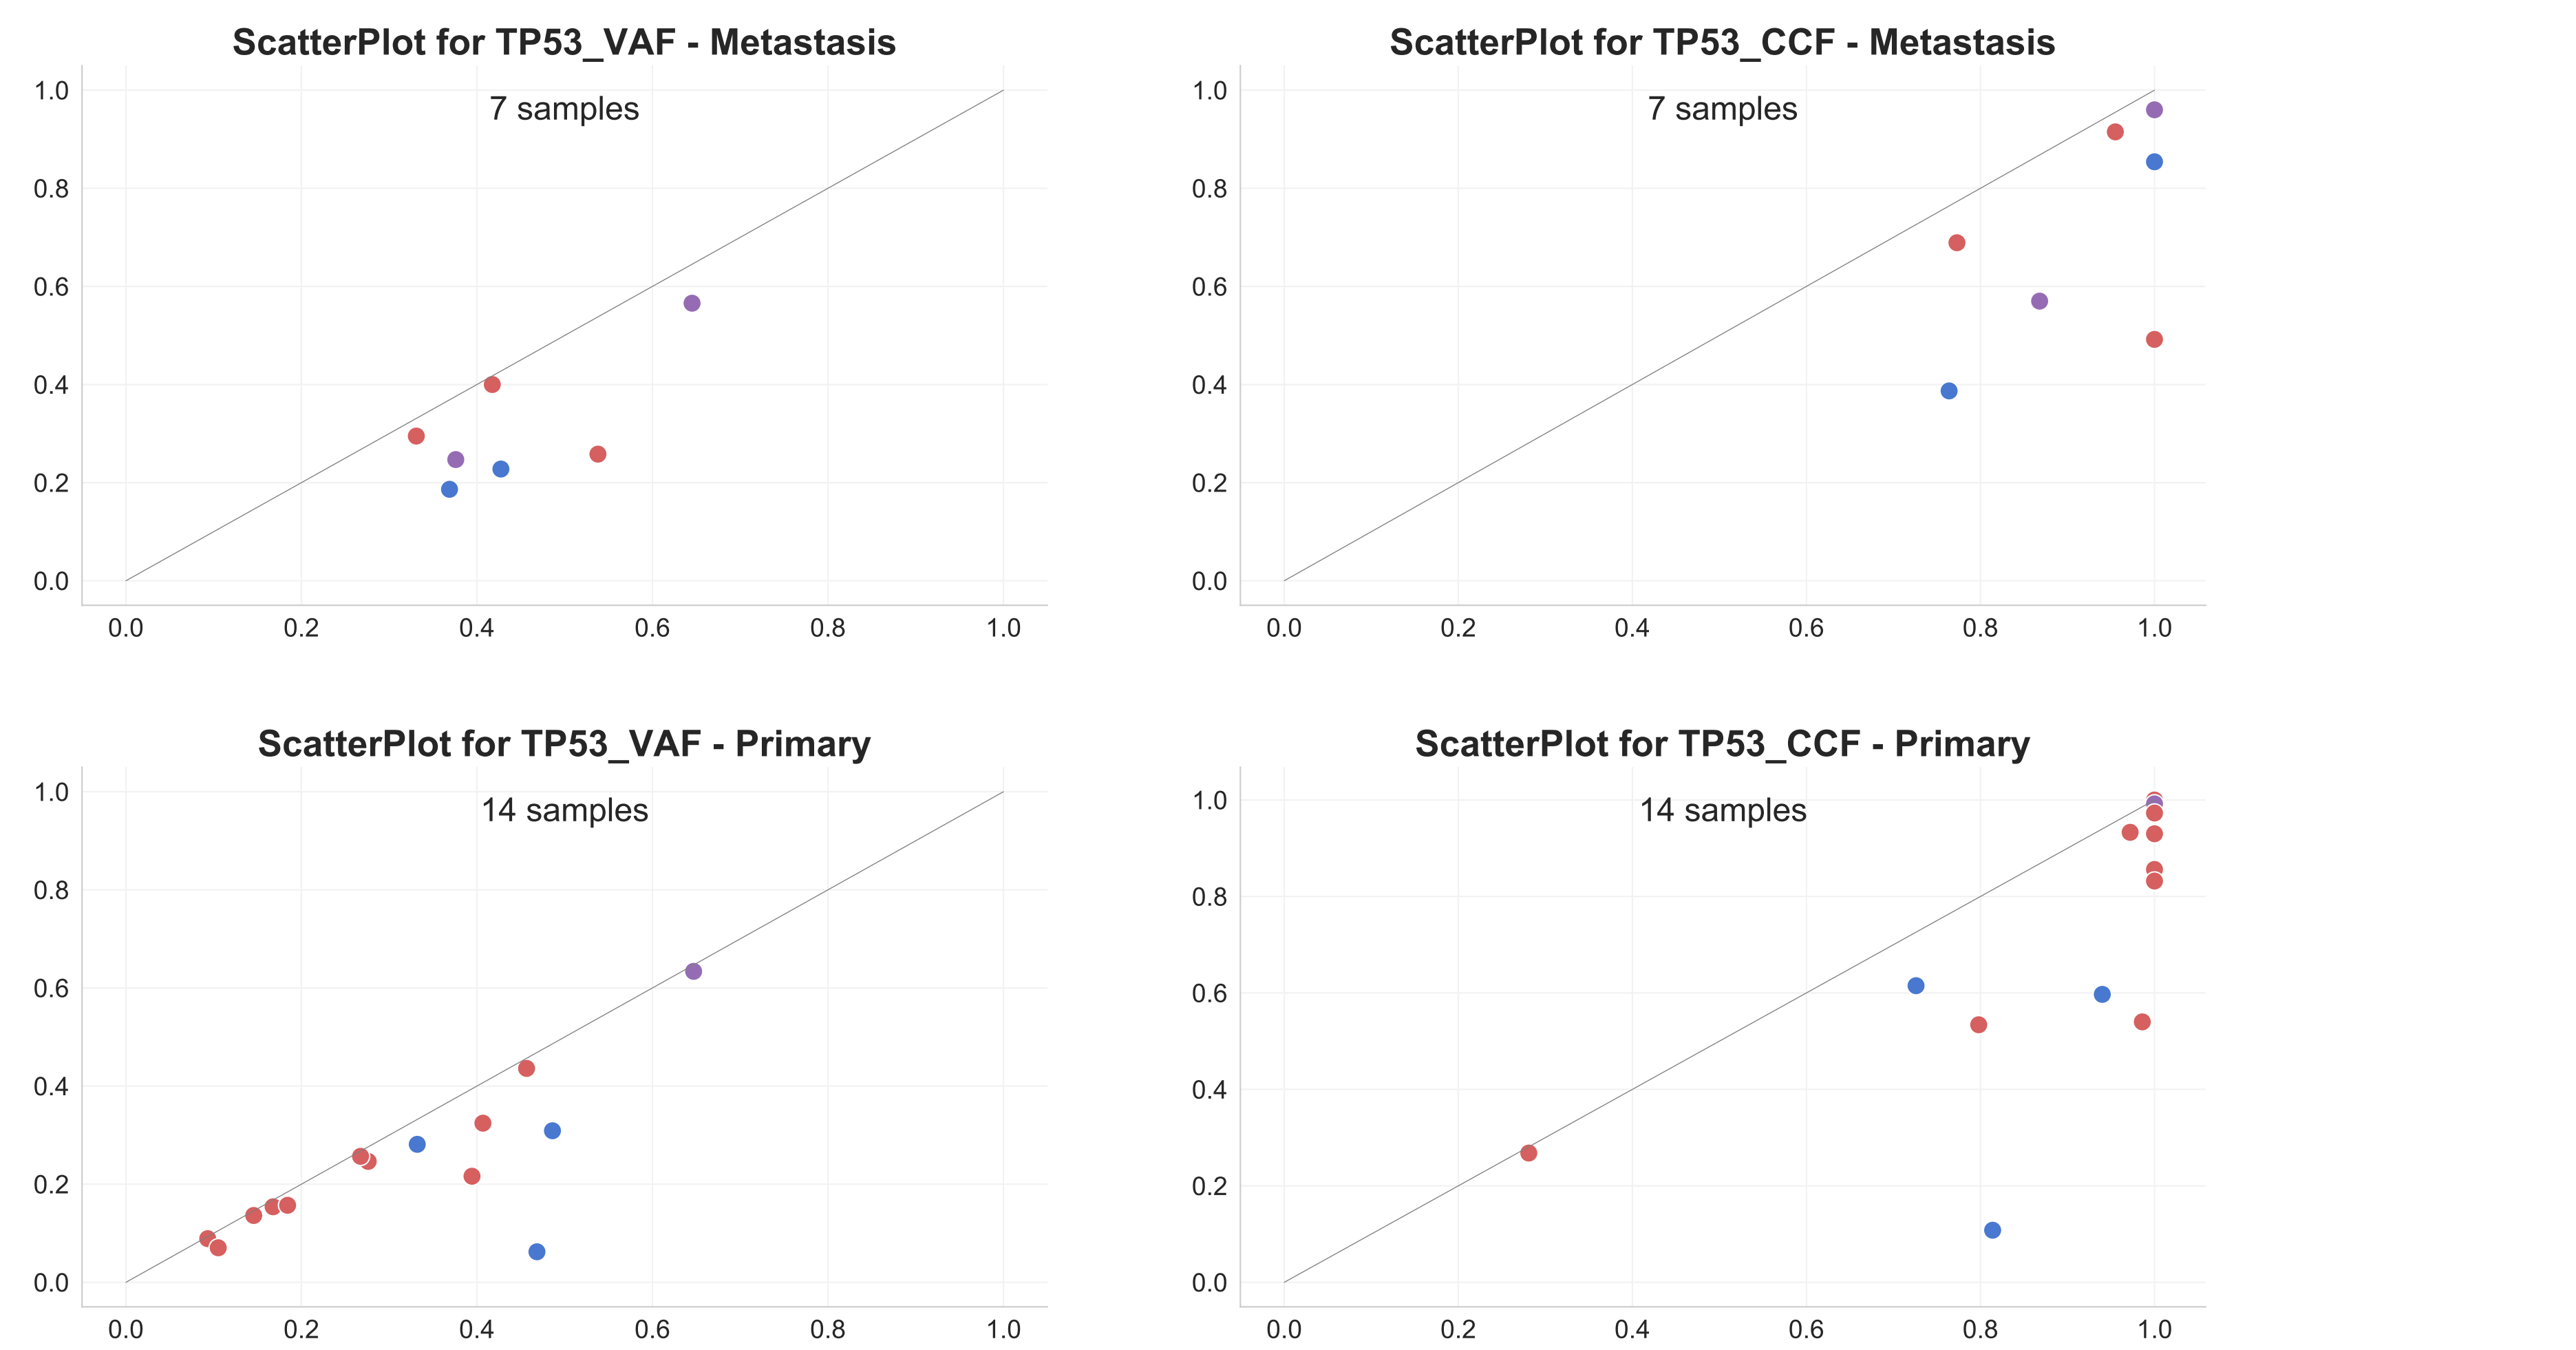 ScatterPlot for TP53_VAF - Metastasis
7 samples
1.0
0.8
0.6
0.4
0.2
0.0
0.0 0.2 0.4 0.6 0.8 1.0
ScatterPlot for TP53_CCF - Metastasis
7 samples
1.0
0.8
0.6
0.4
0.2
0.0
0.0 0.2 0.4 0.6 0.8 1.0
ScatterPlot for TP53_VAF - Primary
14 samples
1.0
0.8
0.6
0.4
0.2
0.0
0.0 0.2 0.4 0.6 0.8 1.0
ScatterPlot for TP53_CCF - Primary
14 samples
1.0
0.8
0.6
0.4
0.2
0.0
0.0 0.2 0.4 0.6 0.8 1.0